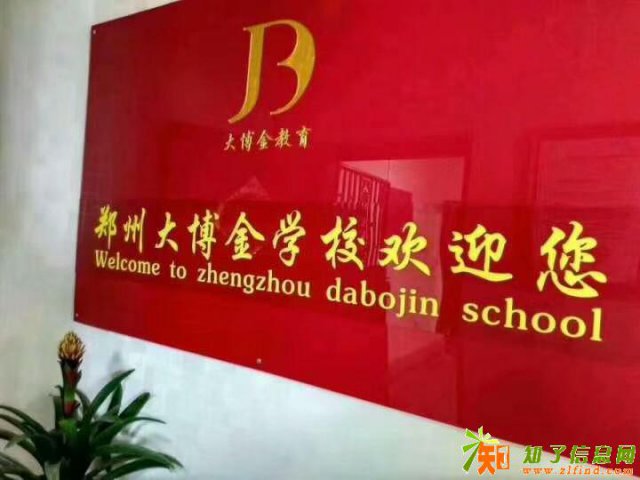 B
大博金教育
郑州大博金学校欢迎您
Welcome to zhengzhou dabojin school
知 知了信息网
www.zlfind.com